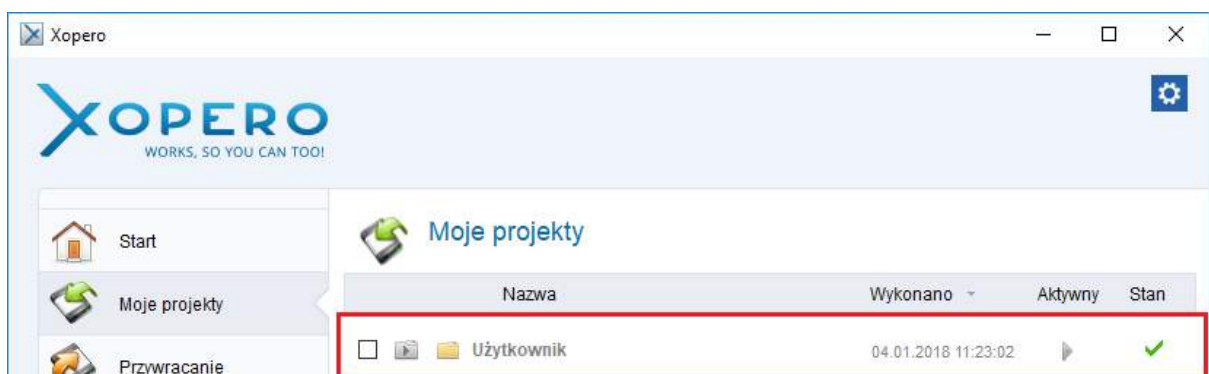 Xopero
XOPERO
WORKS, SO YOU CAN TOO!
Start
Moje projekty
Przywracanie
Moje projekty
Nazwa Wykonano Aktywny Stan
Użytkownik 04.01.2018 11:23:02